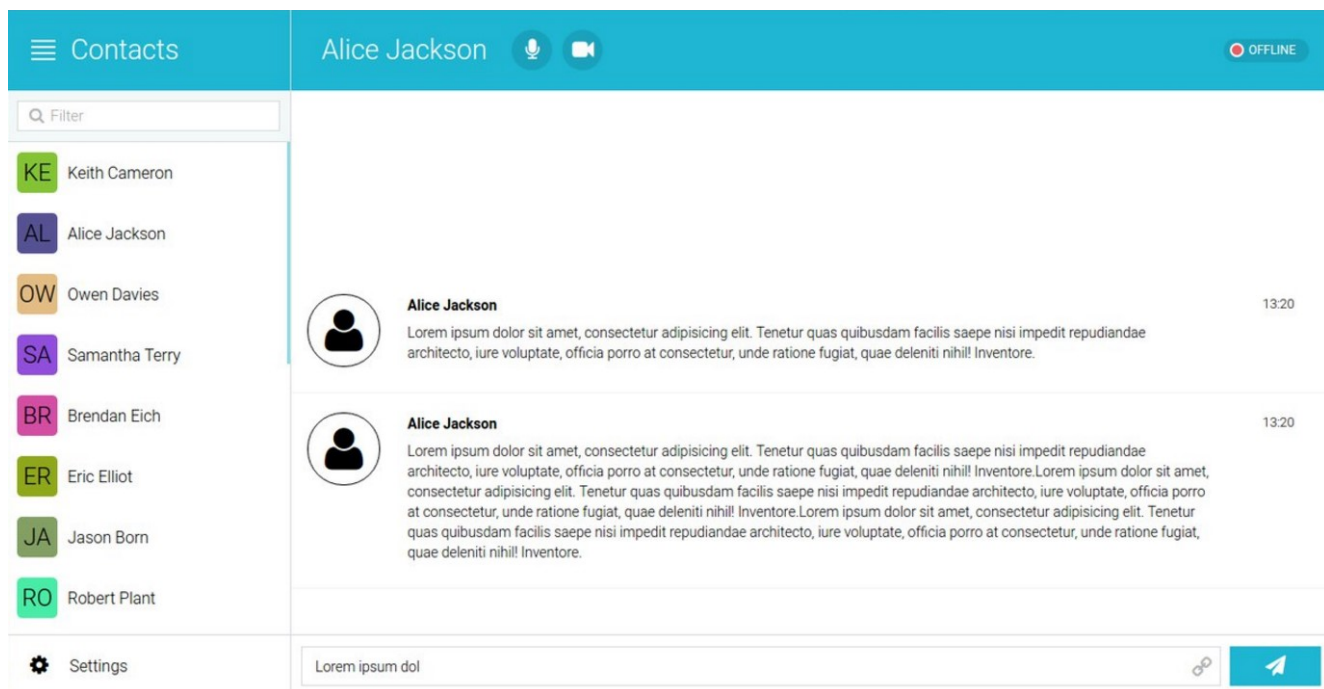 Contacts
Alice Jackson
OFFLINE
Filter
KE Keith Cameron
AL Alice Jackson
OW Owen Davies
SA Samantha Terry
BR Brendan Eich
ER Eric Elliot
JA Jason Born
RO Robert Plant
Settings
Alice Jackson 13:20
Lorem ipsum dolor sit amet, consectetur adipisicing elit. Tenetur quas quibusdam facilis saepe nisi impedit repudiandae
architecto, iure voluptate, officia porro at consectetur, unde ratione fugiat, quae deleniti nihil! Inventore.
Alice Jackson 13:20
Lorem ipsum dolor sit amet, consectetur adipisicing elit. Tenetur quas quibusdam facilis saepe nisi impedit repudiandae
architecto, iure voluptate, officia porro at consectetur, unde ratione fugiat, quae deleniti nihil! Inventore.Lorem ipsum dolor sit amet,
consectetur adipisicing elit. Tenetur quas quibusdam facilis saepe nisi impedit repudiandae architecto, iure voluptate, officia porro
at consectetur, unde ratione fugiat, quae deleniti nihil! Inventore.Lorem ipsum dolor sit amet, consectetur adipisicing elit. Tenetur
quas quibusdam facilis saepe nisi impedit repudiandae architecto, iure voluptate, officia porro at consectetur, unde ratione fugiat,
quae deleniti nihil! Inventore.
Lorem ipsum dol